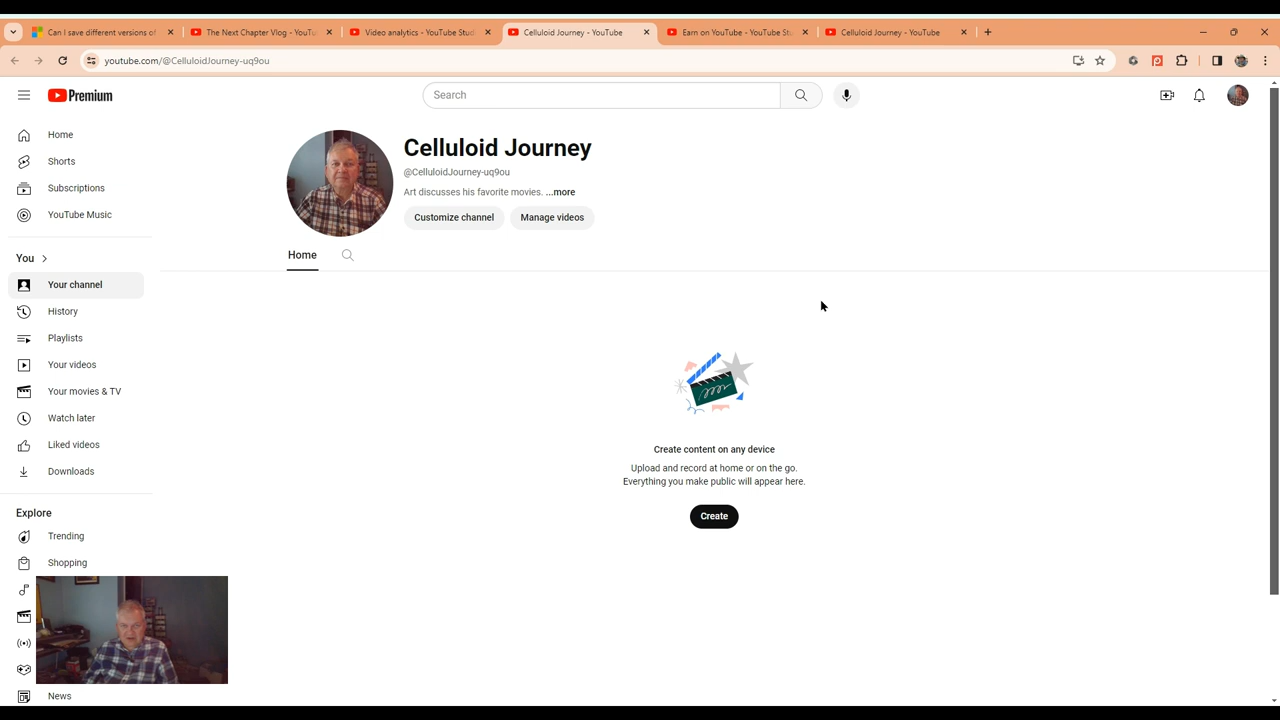 Can I save different versions of
The Next Chapter Vlog - YouTu
Video analytics - YouTube Stud
Celluloid Journey - YouTube
Earn on YouTube - YouTube Stu
Celluloid Journey - YouTube
youtube.com/@CelluloidJourney-uq9ou
Premium
Search
Home
Shorts
Subscriptions
YouTube Music
You
Your channel
History
Playlists
Your videos
Your movies & TV
Watch later
Liked videos
Downloads
Explore
Trending
Shopping
News
Celluloid Journey
@CelluloidJourney-uq9ou
Art discusses his favorite movies. ...more
Customize channel
Manage videos
Home
Create content on any device
Upload and record at home or on the go.
Everything you make public will appear here.
Create